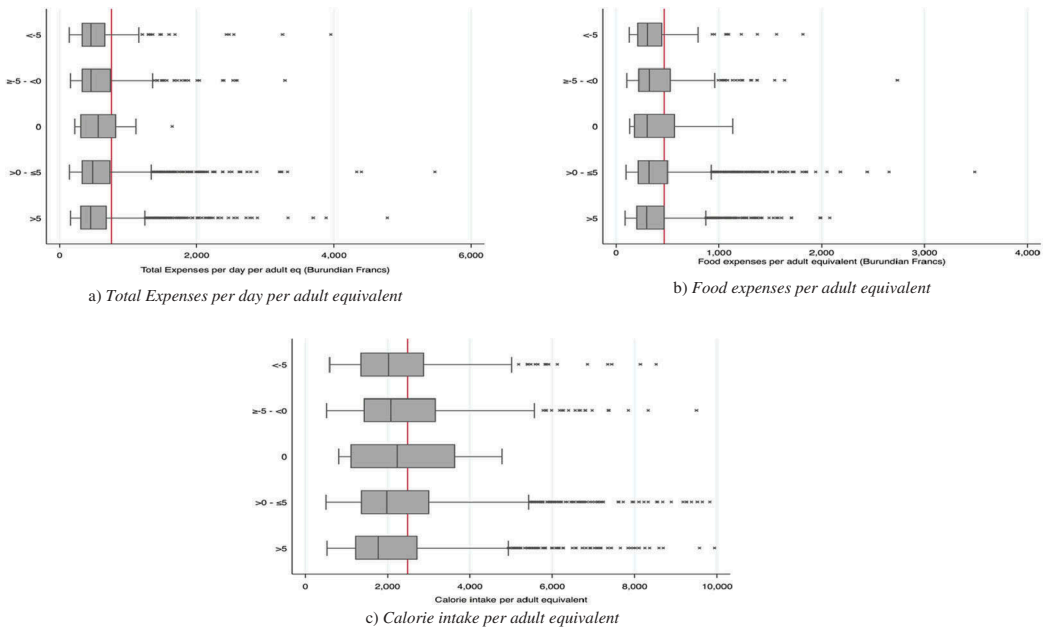 <-5
≥-5 - <0
0
>0 - ≤5
>5
0 2,000 4,000 6,000
Total Expenses per day per adult eq (Burundian Francs)
a) Total Expenses per day per adult equivalent
<-5
≥-5 - <0
0
>0 - ≤5
>5
0 1,000 2,000 3,000 4,000
Food expenses per adult equivalent (Burundian Francs)
b) Food expenses per adult equivalent
<-5
≥-5 - <0
0
>0 - ≤5
>5
0 2,000 4,000 6,000 8,000 10,000
Calorie intake per adult equivalent
c) Calorie intake per adult equivalent